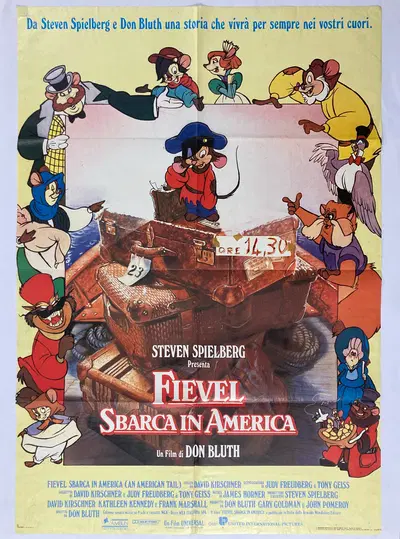 Da Steven Spielberg e Don Bluth una storia che vivrà per sempre nei vostri cuori.
ORE 14,30
23
STEVEN SPIELBERG
Presenta
FIEVEL
SBARCA IN AMERICA
Un Film di DON BLUTH
FIEVEL SBARCA IN AMERICA (AN AMERICAN TAIL) DAVID KIRSCHNER JUDY FREUDBERG & TONY GEISS
DAVID KIRSCHNER & JUDY FREUDBERG & TONY GEISS JAMES HORNER STEVEN SPIELBERG
DAVID KIRSCHNER KATHLEEN KENNEDY & FRANK MARSHALL DON BLUTH GARY GOLDMAN & JOHN POMEROY
DON BLUTH
Un Film UNIVERSAL
UNITED INTERNATIONAL PICTURES